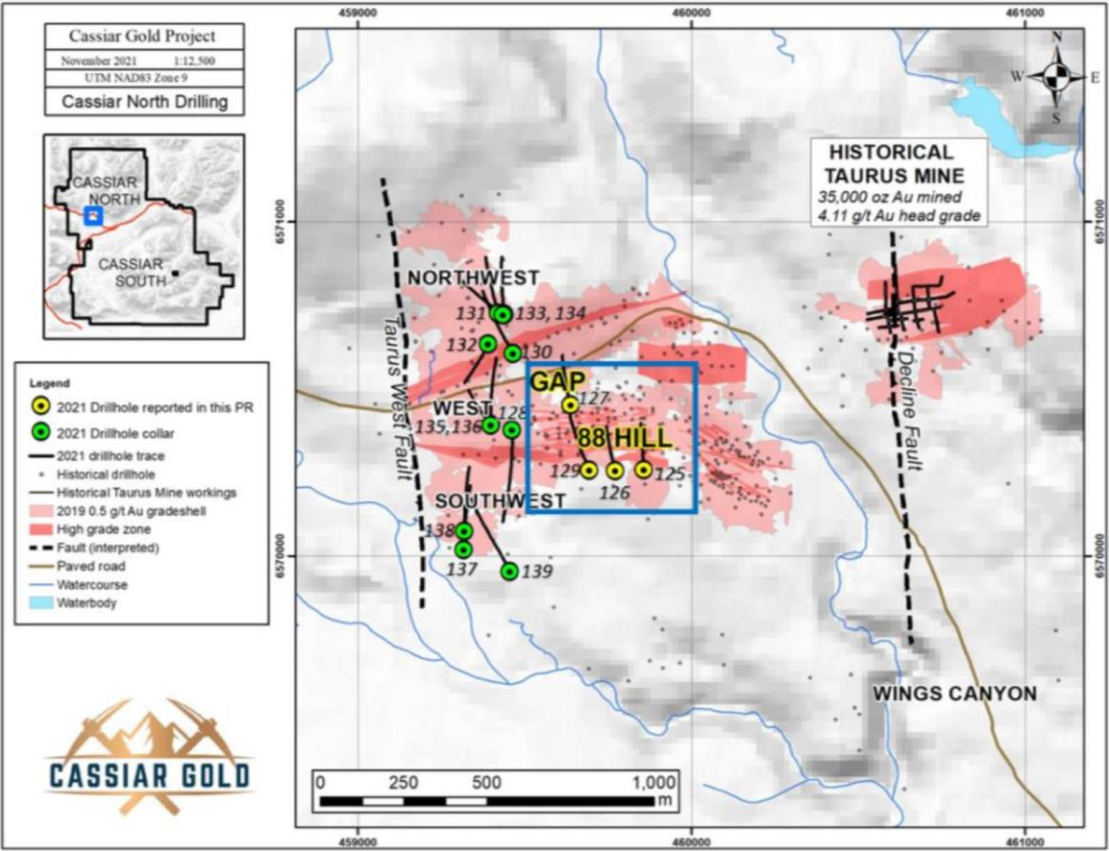 Cassiar Gold Project
November 2021 1:12,500
UTM NAD83 Zone 9
Cassiar North Drilling
CASSIAR
NORTH
CASSIAR
SOUTH
Legend
2021 Drillhole reported in this PR
2021 Drillhole collar
2021 drillhole trace
Historical drillhole
Historical Taurus Mine workings
2019 0.5 g/t Au gradeshell
High grade zone
Fault (interpreted)
Paved road
Watercourse
Waterbody
CASSIAR GOLD
459000 460000 461000
N
W E
S
HISTORICAL
TAURUS MINE
35,000 oz Au mined
4.11 g/t Au head grade
6571000 6571000
NORTHWEST
131 133, 134
132 130
Taurus West Fault
Decline Fault
GAP
127
WEST 128
135,136
88 HILL
129 125
126
SOUTHWEST
138
137 139
6570000 6570000
WINGS CANYON
0 250 500 1,000
m
459000 460000 461000